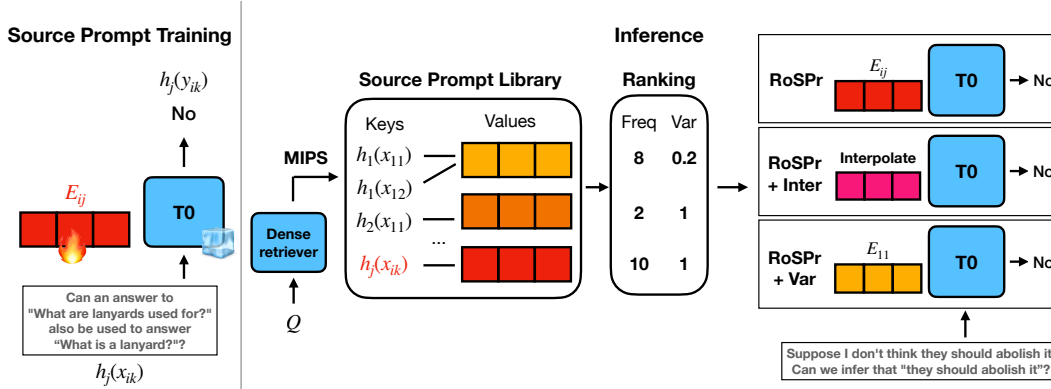 Source Prompt Training
h_j(y_ik)
No
E_ij
T0
Can an answer to
"What are lanyards used for?"
also be used to answer
“What is a lanyard?"?
h_j(x_ik)
Inference
Source Prompt Library
Keys
Values
MIPS
h_1(x_11)
h_1(x_12)
h_2(x_11)
...
h_j(x_ik)
Dense
retriever
Q
Ranking
Freq Var
8 0.2
2 1
10 1
RoSPr
E_ij
T0
No
RoSPr
+ Inter
Interpolate
T0
No
RoSPr
+ Var
E_11
T0
No
Suppose I don't think they should abolish it
Can we infer that "they should abolish it”?